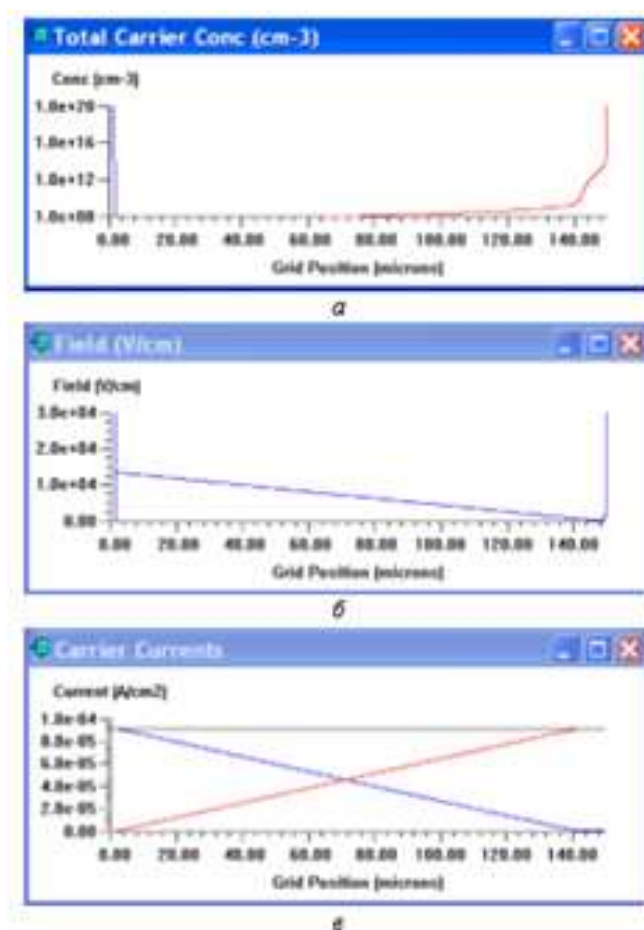 Total Carrier Conc (cm-3)
Conc (cm-3)
1.0e+20
1.0e+16
1.0e+12
1.0e+08
0.00 20.00 40.00 60.00 80.00 100.00 120.00 140.00
Grid Position (microns)
а
Field (V/cm)
Field (V/cm)
3.0e+04
2.0e+04
1.0e+04
0.00
0.00 20.00 40.00 60.00 80.00 100.00 120.00 140.00
Grid Position (microns)
б
Carrier Currents
Current (A/cm2)
1.0e-04
8.0e-05
6.0e-05
4.0e-05
2.0e-05
0.00
0.00 20.00 40.00 60.00 80.00 100.00 120.00 140.00
Grid Position (microns)
в